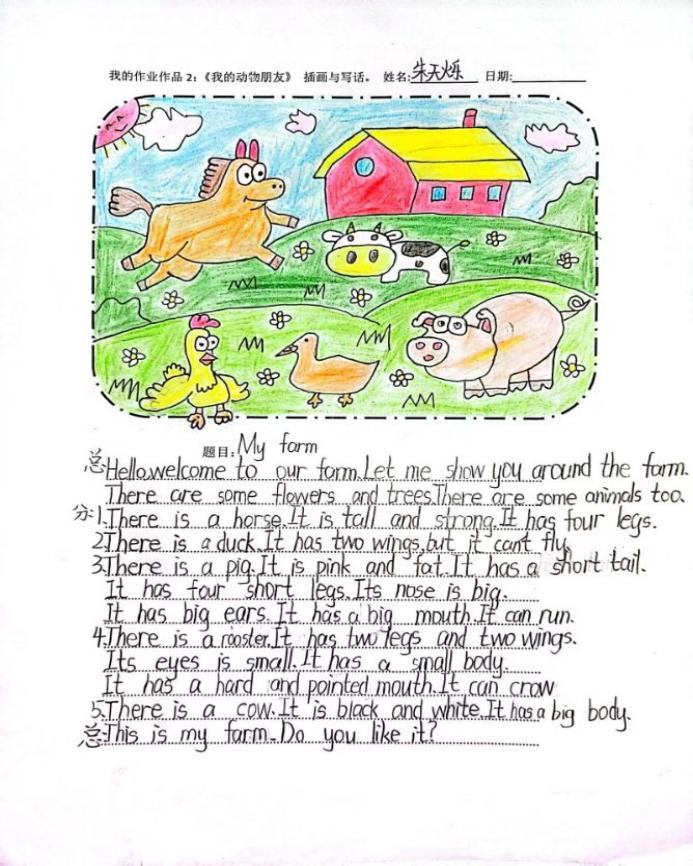 我的作业作品 2:《我的动物朋友》 插画与写话。 姓名:朱天烁 日期:
题目:My farm
总:Hello,welcome to our farm.Let me show you around the farm.
There are some flowers and trees.There are some animals too.
分:1.There is a horse.It is tall and strong.It has four legs.
2.There is a duck.It has two wings,but it can't fly.
3.There is a pig.It is pink and fat.It has a short tail.
It has four short legs.Its nose is big.
It has big ears.It has a big mouth.It can run.
4.There is a rooster.It has two legs and two wings.
Its eyes is small.It has a small body.
It has a hard and pointed mouth.It can crow
5.There is a cow.It is black and white.It has a big body.
总:This is my farm.Do you like it?